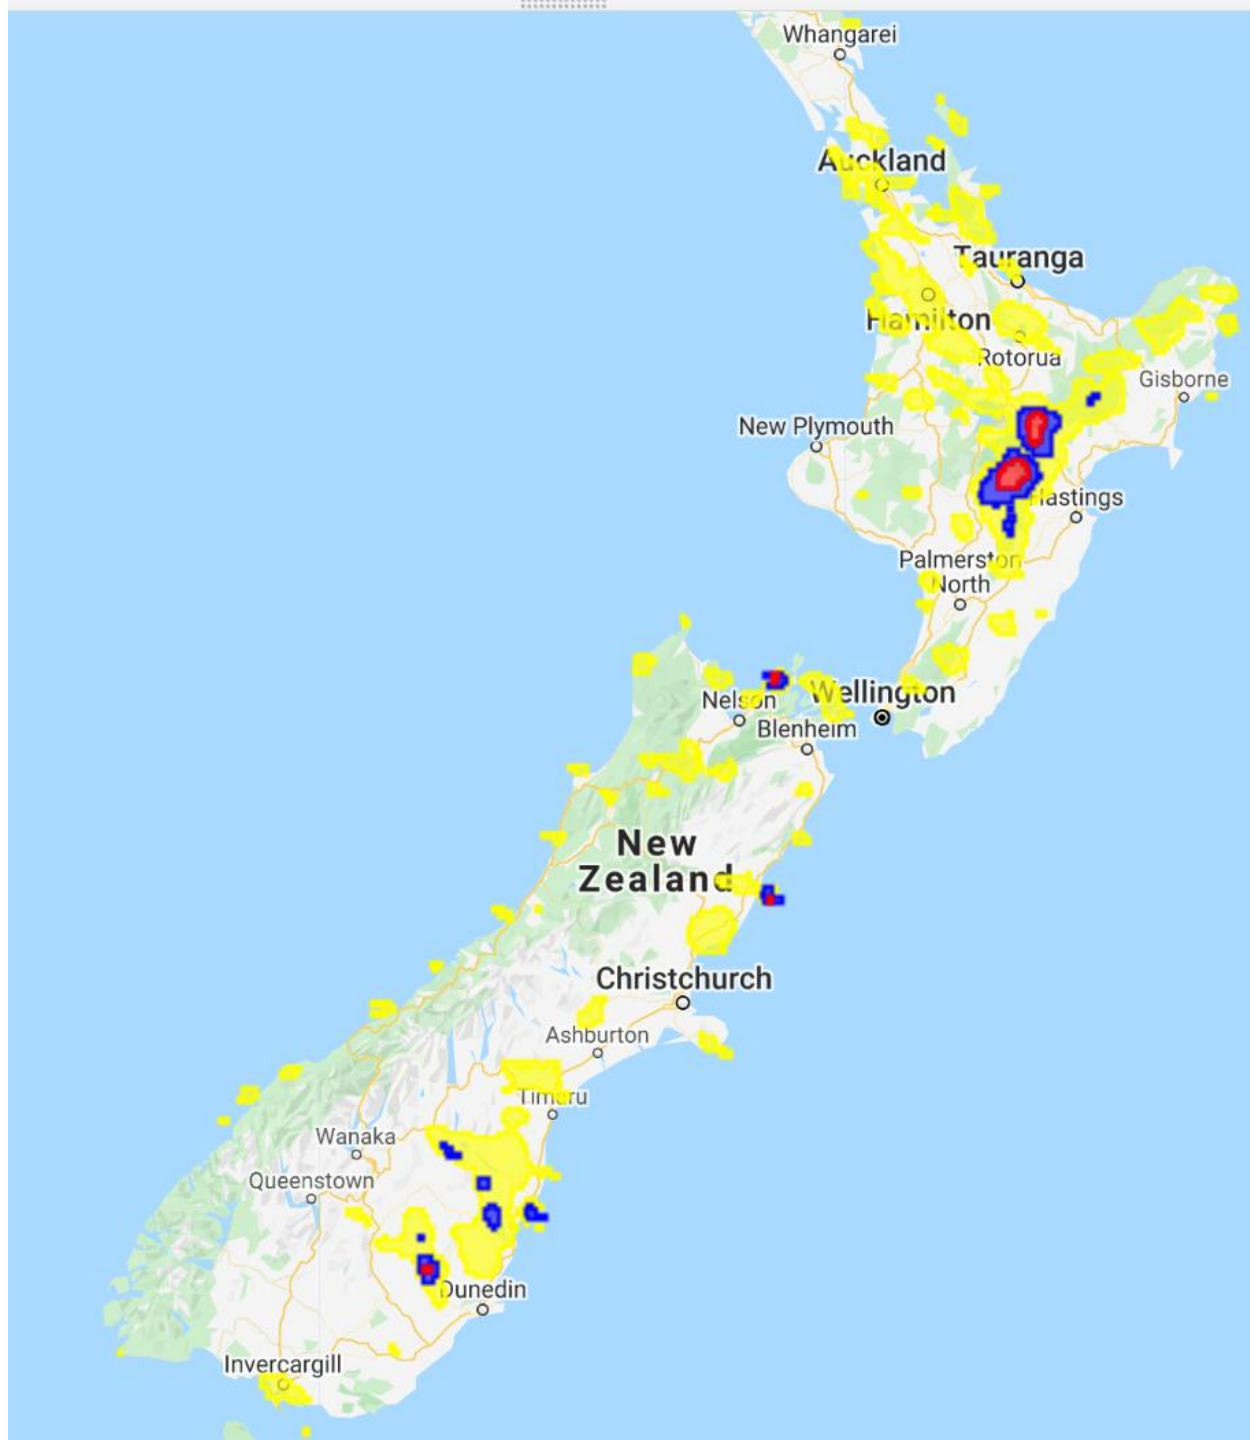 Whangarei
Auckland
Tauranga
Hamilton
Rotorua
Gisborne
New Plymouth
Hastings
Palmerston
North
Wellington
Nelson
Blenheim
New
Zealand
Christchurch
Ashburton
Timaru
Wanaka
Queenstown
Dunedin
Invercargill